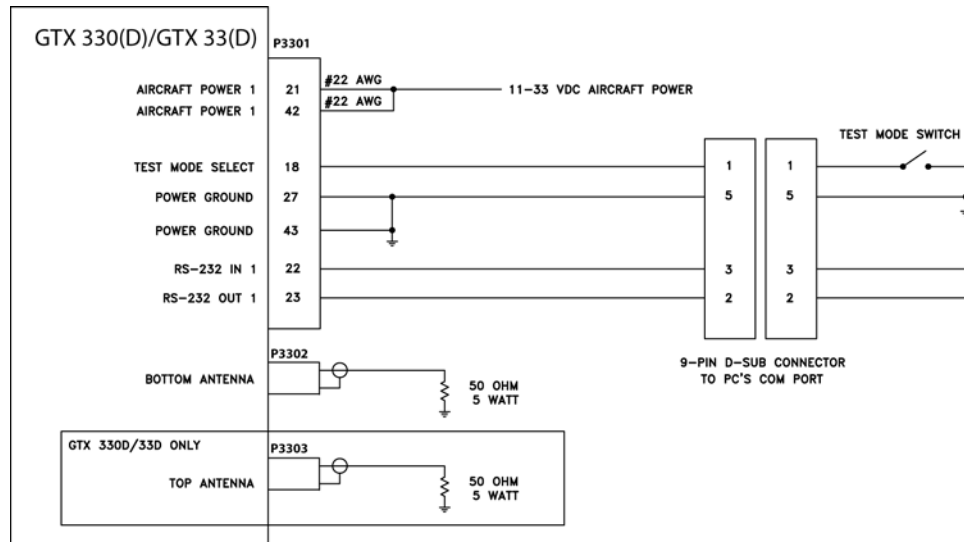 GTX 330(D)/GTX 33(D)
P3301
AIRCRAFT POWER 1 21 #22 AWG 11-33 VDC AIRCRAFT POWER
AIRCRAFT POWER 1 42 #22 AWG
TEST MODE SWITCH
TEST MODE SELECT 18 1 1
POWER GROUND 27 5 5
POWER GROUND 43
RS-232 IN 1 22 3 3
RS-232 OUT 1 23 2 2
9-PIN D-SUB CONNECTOR
TO PC'S COM PORT
P3302
BOTTOM ANTENNA
50 OHM
5 WATT
GTX 330D/33D ONLY
P3303
TOP ANTENNA
50 OHM
5 WATT